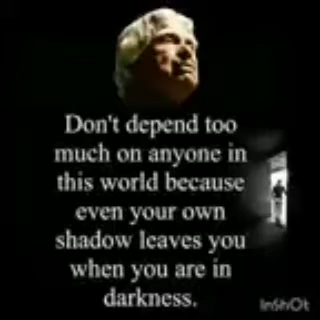 Don't depend too
much on anyone in
this world because
even your own
shadow leaves you
when you are in
darkness.
InShOt